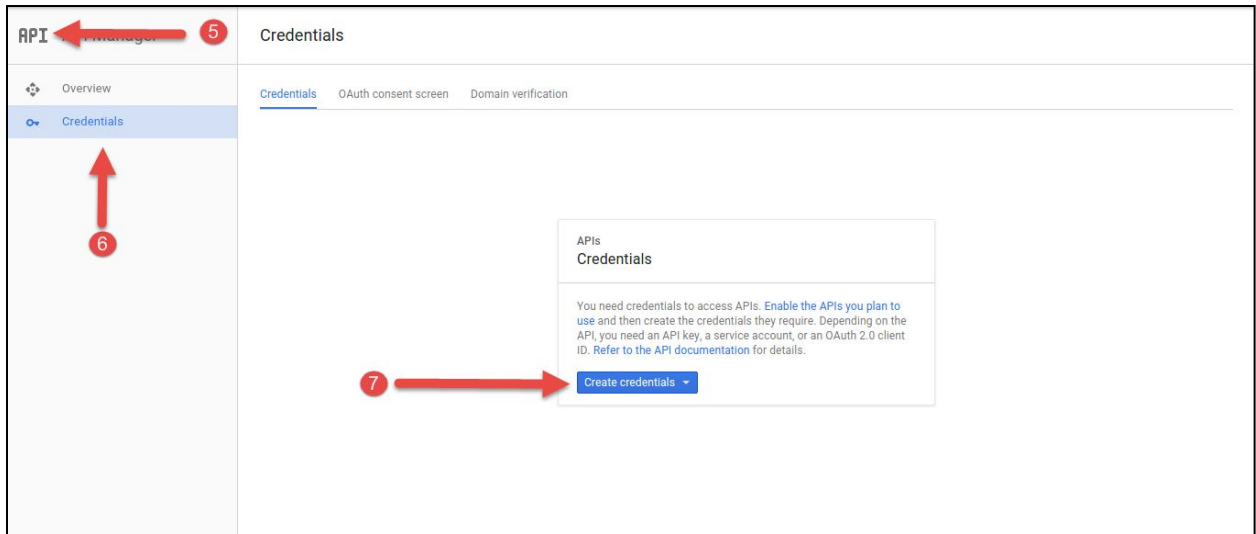 API
5
Credentials
Overview
Credentials
6
Credentials OAuth consent screen Domain verification
APIs
Credentials
You need credentials to access APIs. Enable the APIs you plan to
use and then create the credentials they require. Depending on the
API, you need an API key, a service account, or an OAuth 2.0 client
ID. Refer to the API documentation for details.
7
Create credentials